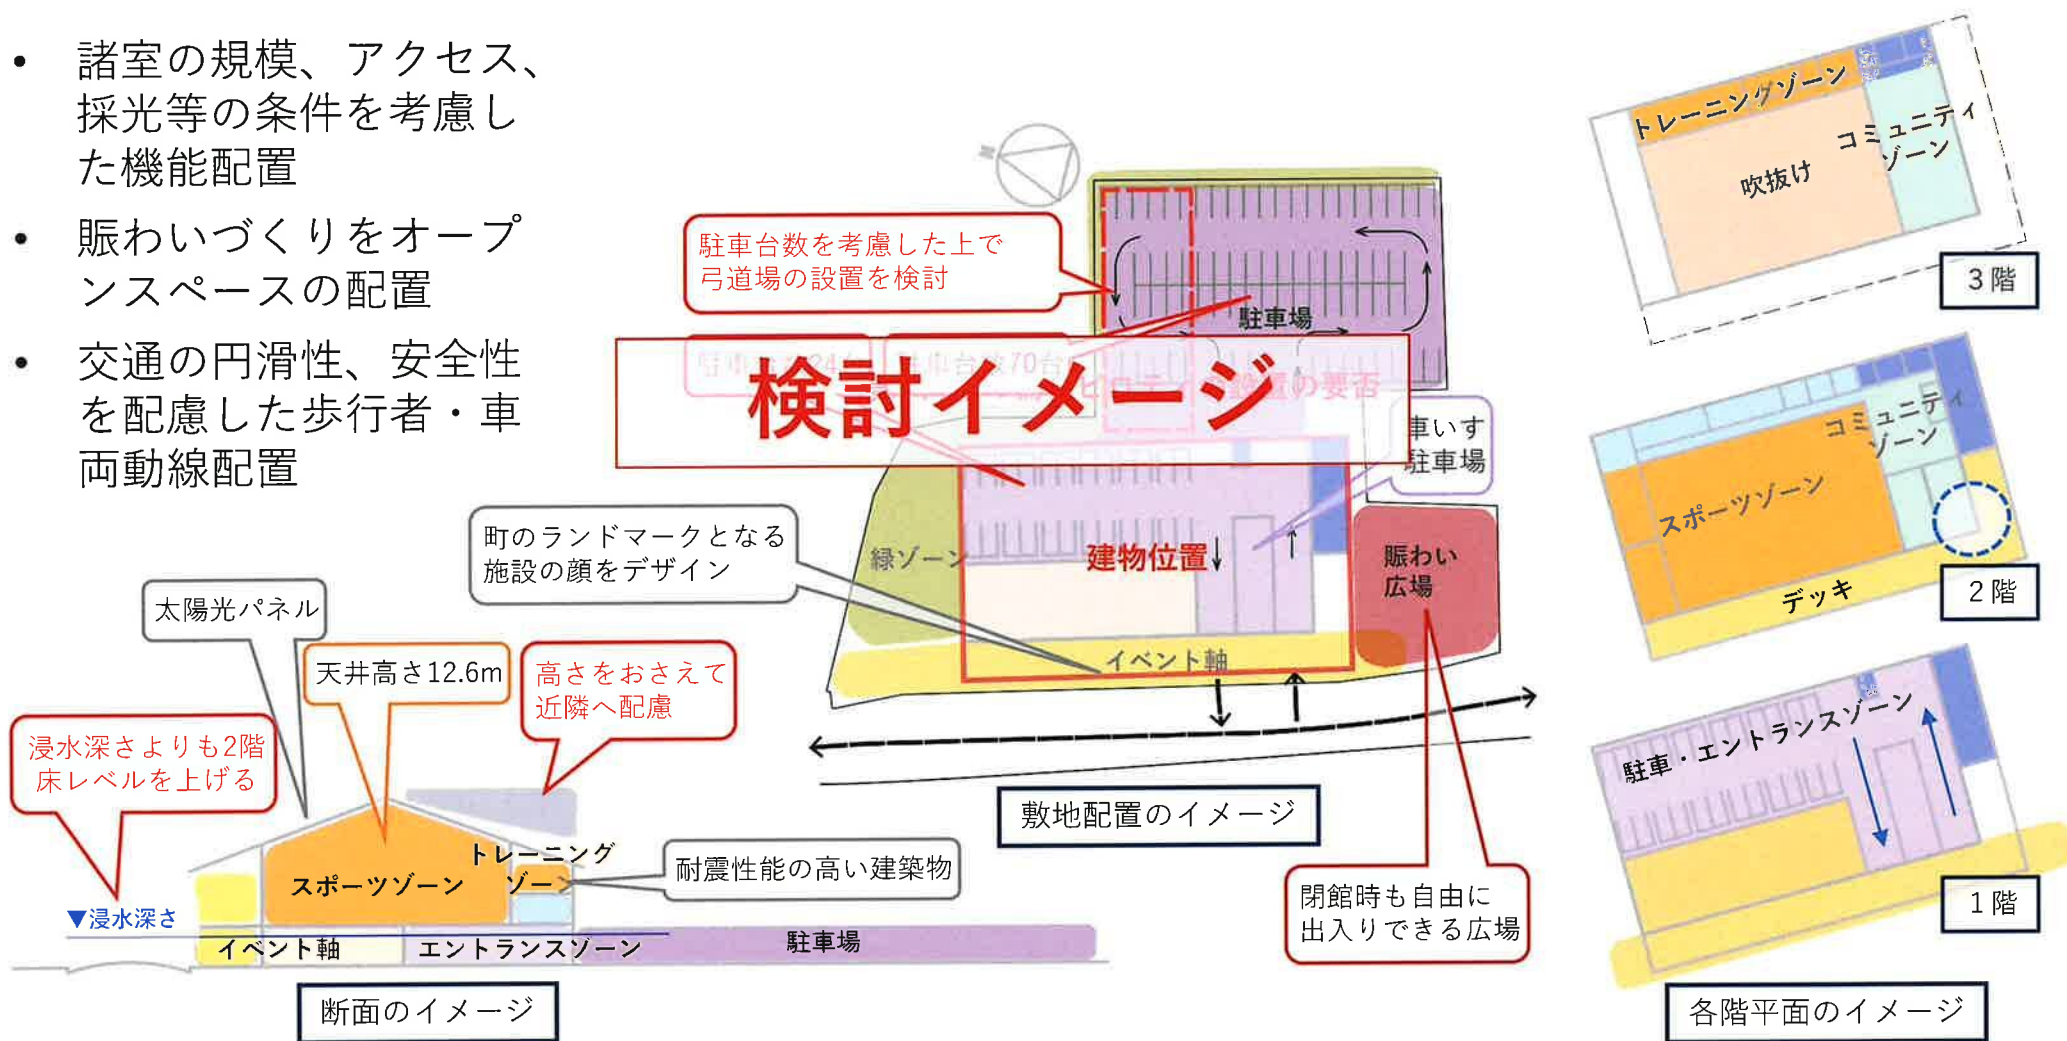 • 諸室の規模、アクセス、
採光等の条件を考慮し
た機能配置
• 賑わいづくりをオープ
ンスペースの配置
• 交通の円滑性、安全性
を配慮した歩行者・車
両動線配置
駐車台数を考慮した上で
弓道場の設置を検討
駐車場
駐車台数70台
設置の要否
検討イメージ
車いす
駐車場
町のランドマークとなる
施設の顔をデザイン
緑ゾーン
建物位置
賑わい
広場
イベント軸
敷地配置のイメージ
閉館時も自由に
出入りできる広場
太陽光パネル
天井高さ12.6m
高さをおさえて
近隣へ配慮
浸水深さよりも2階
床レベルを上げる
トレーニング
ゾー
スポーツゾーン
耐震性能の高い建築物
▼浸水深さ
イベント軸
エントランスゾーン
駐車場
断面のイメージ
トレーニングゾーン
コミュニティ
ゾーン
吹抜け
3階
コミュニティ
ゾーン
スポーツゾーン
デッキ
2階
駐車・エントランスゾーン
1階
各階平面のイメージ